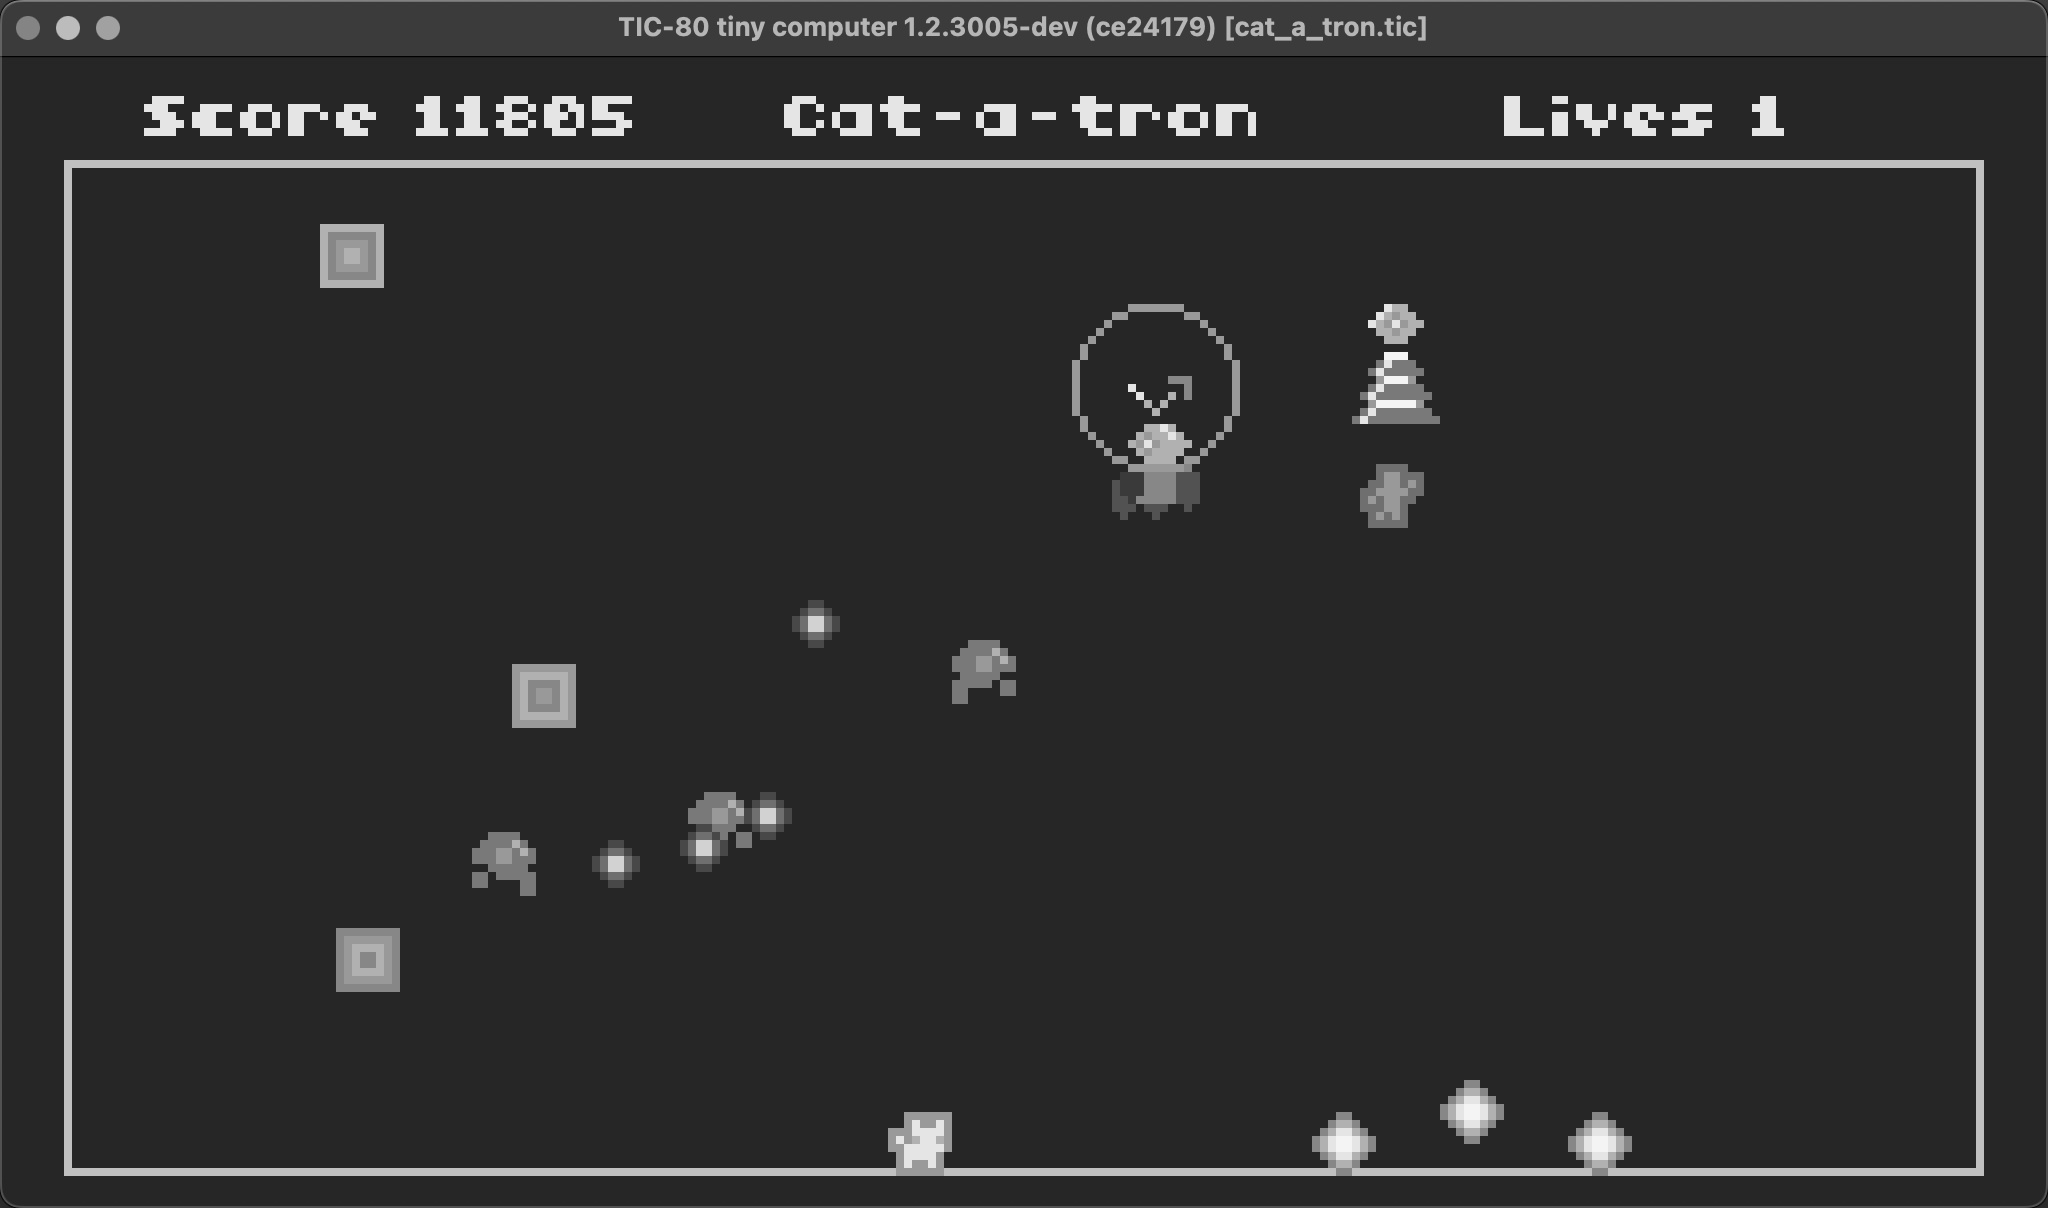 TIC-80 tiny computer 1.2.3005-dev (ce24179) [cat_a_tron.tic]
Score 11805 Cat-a-tron Lives 1